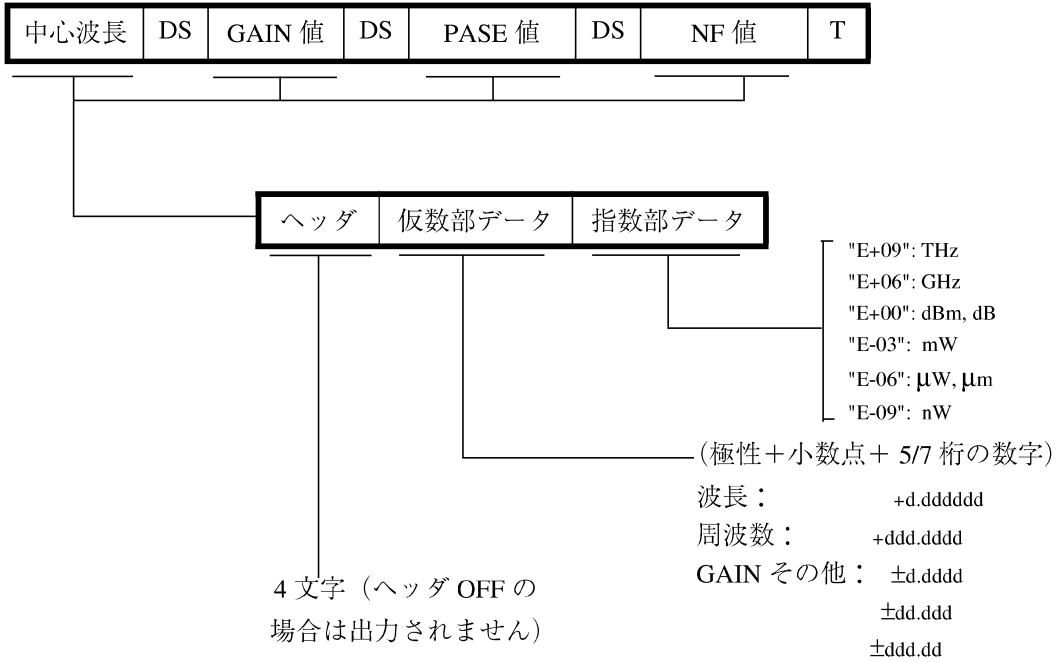 中心波長 DS GAIN 値 DS PASE 値 DS NF 値 T
ヘッダ 仮数部データ 指数部データ
"E+09": THz
"E+06": GHz
"E+00": dBm, dB
"E-03": mW
"E-06": μW, μm
"E-09": nW
(極性＋小数点＋ 5/7 桁の数字)
波長： +d.dddddd
周波数： +ddd.dddd
GAIN その他： ±d.dddd
±dd.ddd
±ddd.dd
4 文字（ヘッダ OFF の
場合は出力されません）